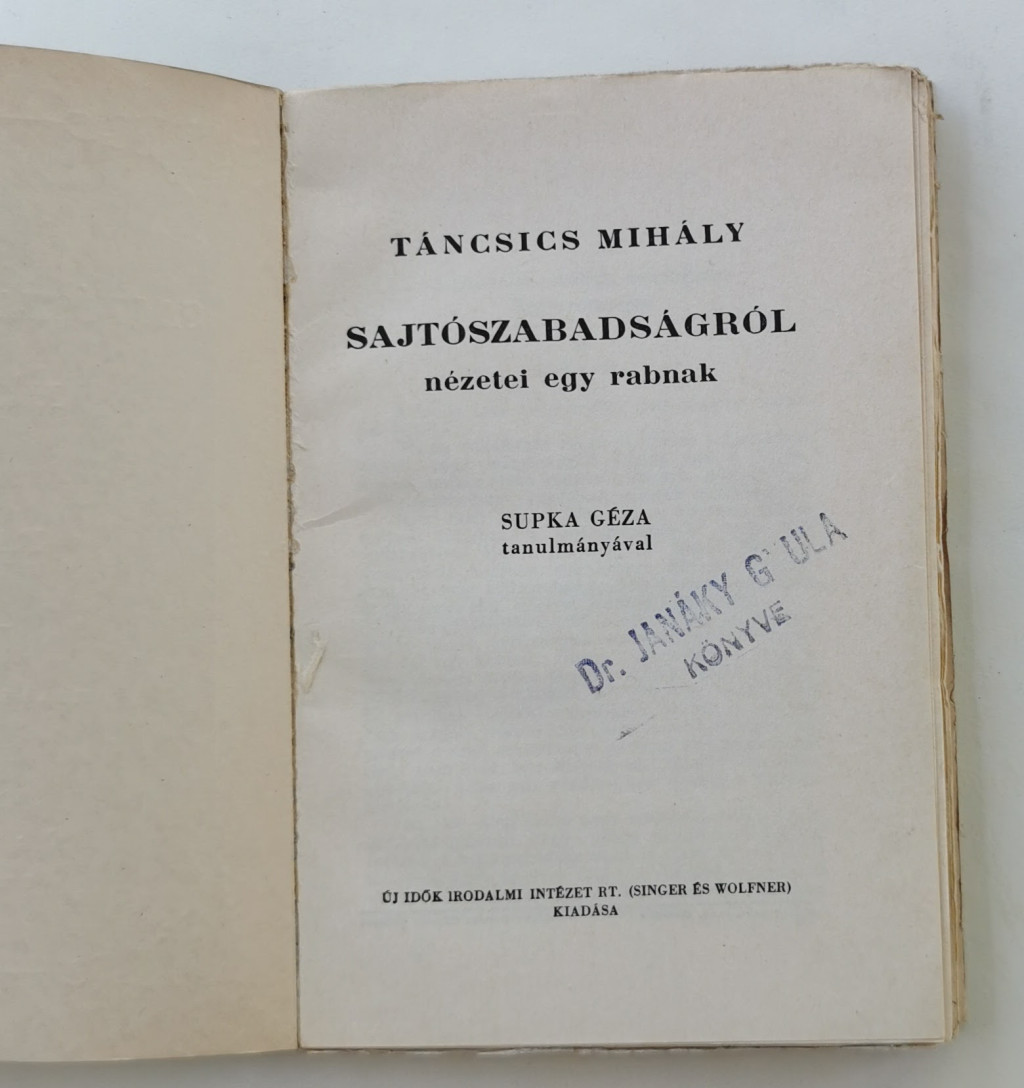 TÁNCSICS MIHÁLY
SAJTÓSZABADSÁGRÓL
nézetei egy rabnak
SUPKA GÉZA
tanulmányával
Dr. JANÁKY G ULA
KÖNYVE
ÚJ IDŐK IRODALMI INTÉZET RT. (SINGER ÉS WOLFNER)
KIADÁSA